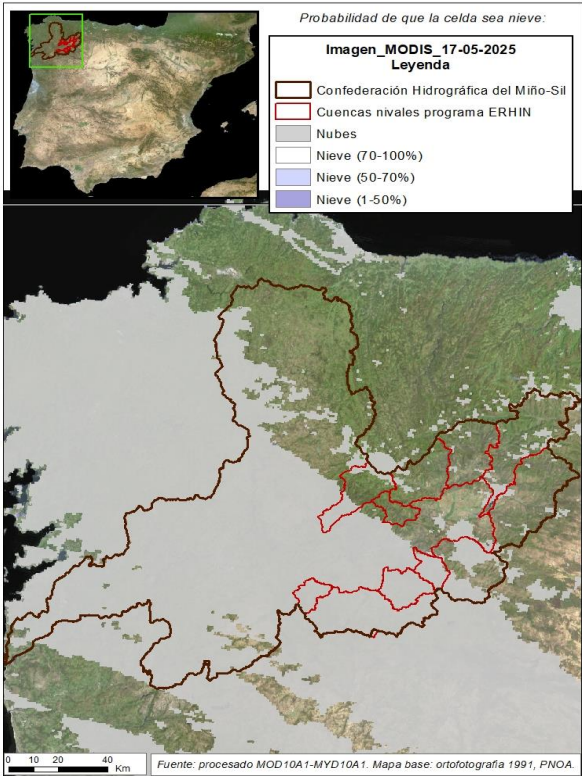 Probabilidad de que la celda sea nieve:
Imagen_MODIS_17-05-2025
Leyenda
Confederación Hidrográfica del Miño-Sil
Cuencas nivales programa ERHIN
Nubes
Nieve (70-100%)
Nieve (50-70%)
Nieve (1-50%)
0 10 20 40
Km
Fuente: procesado MOD10A1-MYD10A1. Mapa base: ortofotografía 1991, PNOA.